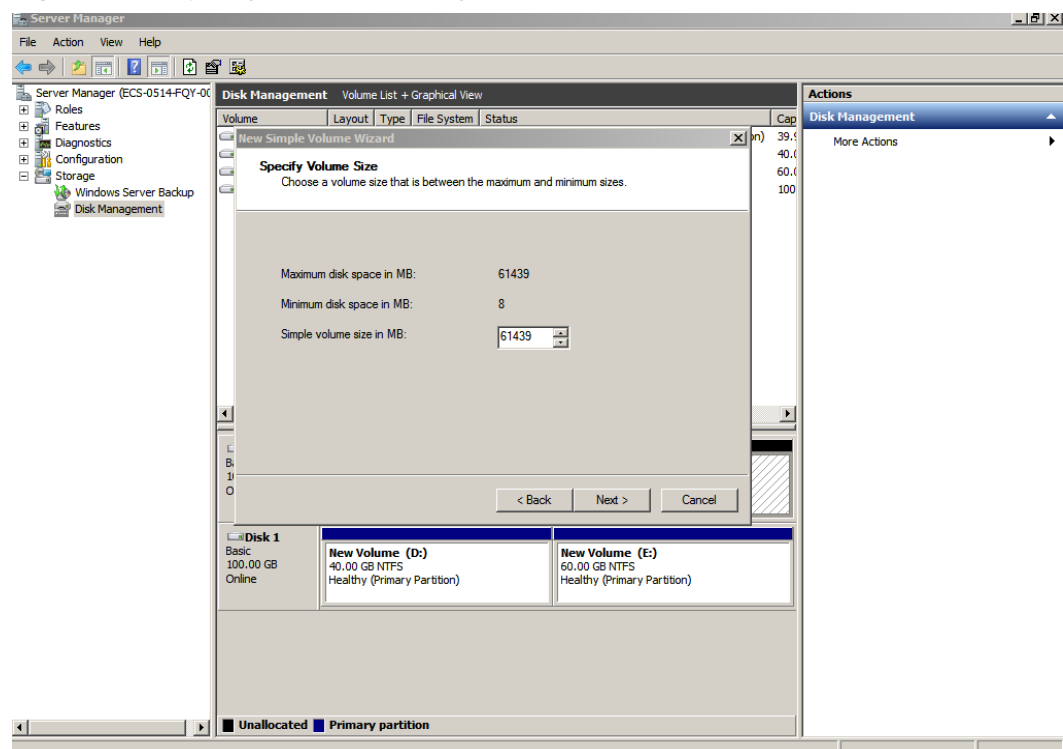 Server Manager
File Action View Help
Server Manager (ECS-0514-FQY-00
Roles
Features
Diagnostics
Configuration
Storage
Windows Server Backup
Disk Management
Disk Management Volume List + Graphical View
Volume Layout Type File System Status Cap
on) 39.9
40.0
60.0
100
New Simple Volume Wizard
Specify Volume Size
Choose a volume size that is between the maximum and minimum sizes.
Maximum disk space in MB: 61439
Minimum disk space in MB: 8
Simple volume size in MB: 61439
< Back Next > Cancel
Disk 1
Basic
100.00 GB
Online
New Volume (D:)
40.00 GB NTFS
Healthy (Primary Partition)
New Volume (E:)
60.00 GB NTFS
Healthy (Primary Partition)
Unallocated Primary partition
Actions
Disk Management
More Actions